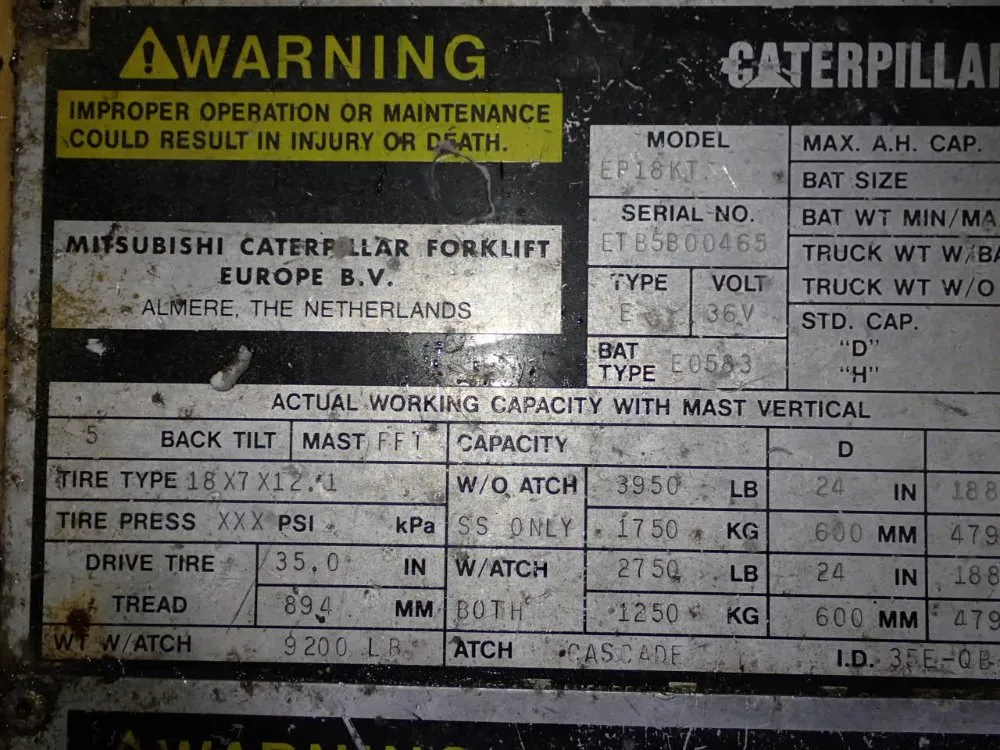 WARNING
CATERPILLAR
IMPROPER OPERATION OR MAINTENANCE
COULD RESULT IN INJURY OR DEATH.
MITSUBISHI CATERPILLAR FORKLIFT
EUROPE B.V.
ALMERE, THE NETHERLANDS
MODEL
EP18KT
SERIAL NO.
ETB5B00465
TYPE VOLT
E 36V
BAT
TYPE E0583
MAX. A.H. CAP.
BAT SIZE
BAT WT MIN/MA
TRUCK WT W/BA
TRUCK WT W/O
STD. CAP.
"D"
"H"
ACTUAL WORKING CAPACITY WITH MAST VERTICAL
5 BACK TILT MAST FFT CAPACITY D
TIRE TYPE 18X7X12.1 W/O ATCH 3950 LB 24 IN 188
TIRE PRESS XXX PSI kPa SS ONLY 1750 KG 600 MM 479
DRIVE TIRE 35.0 IN W/ATCH 2750 LB 24 IN 188
TREAD 894 MM BOTH 1250 KG 600 MM 479
WT W/ATCH 9200 LB ATCH CASCADE I.D. 35E-QB-
WARNING